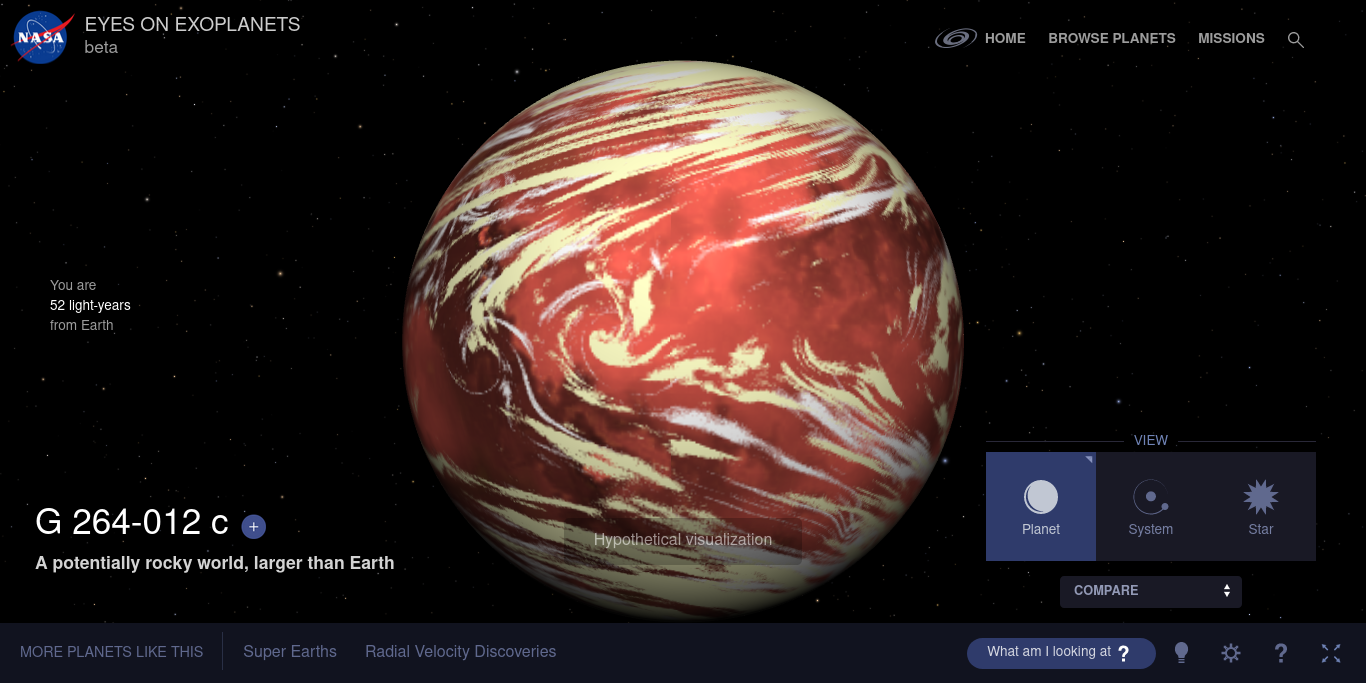 NASA
EYES ON EXOPLANETS
beta
HOME
BROWSE PLANETS
MISSIONS
You are
52 light-years
from Earth
VIEW
Planet
System
Star
G 264-012 c +
A potentially rocky world, larger than Earth
Hypothetical visualization
COMPARE
MORE PLANETS LIKE THIS
Super Earths
Radial Velocity Discoveries
What am I looking at ?
?